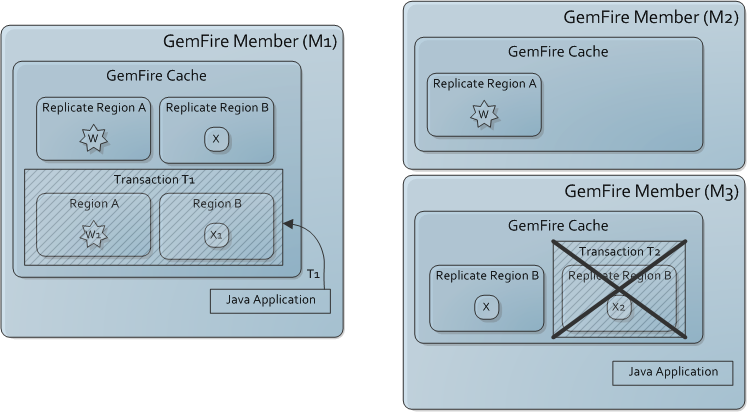 GemFire Member (M1)
GemFire Cache
Replicate Region A
Replicate Region B
W
X
Transaction T1
Region A
Region B
W1
X1
T1
Java Application
GemFire Member (M2)
GemFire Cache
Replicate Region A
W
GemFire Member (M3)
GemFire Cache
Transaction T2
Replicate Region B
Replicate Region B
X
X2
Java Application